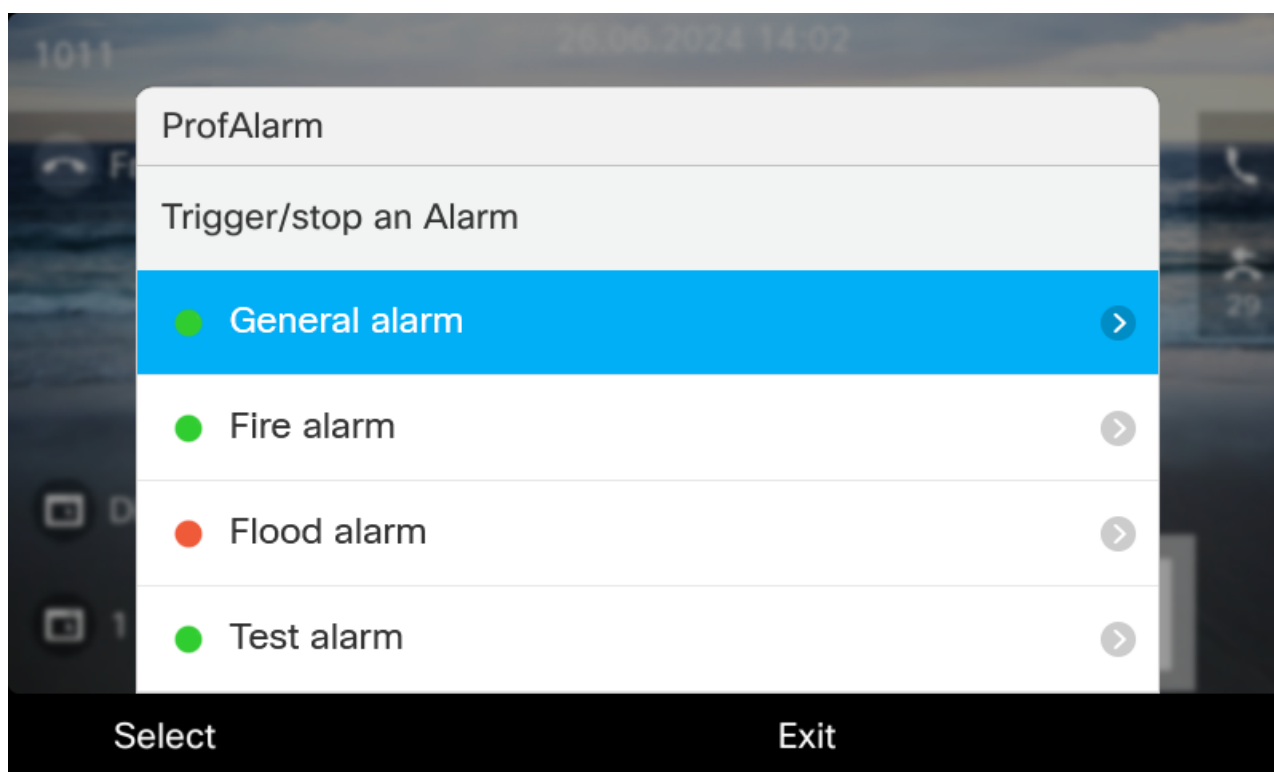 1011
26.06.2024 14:02
ProfAlarm
Trigger/stop an Alarm
General alarm
Fire alarm
29
Flood alarm
Test alarm
1
Select
Exit